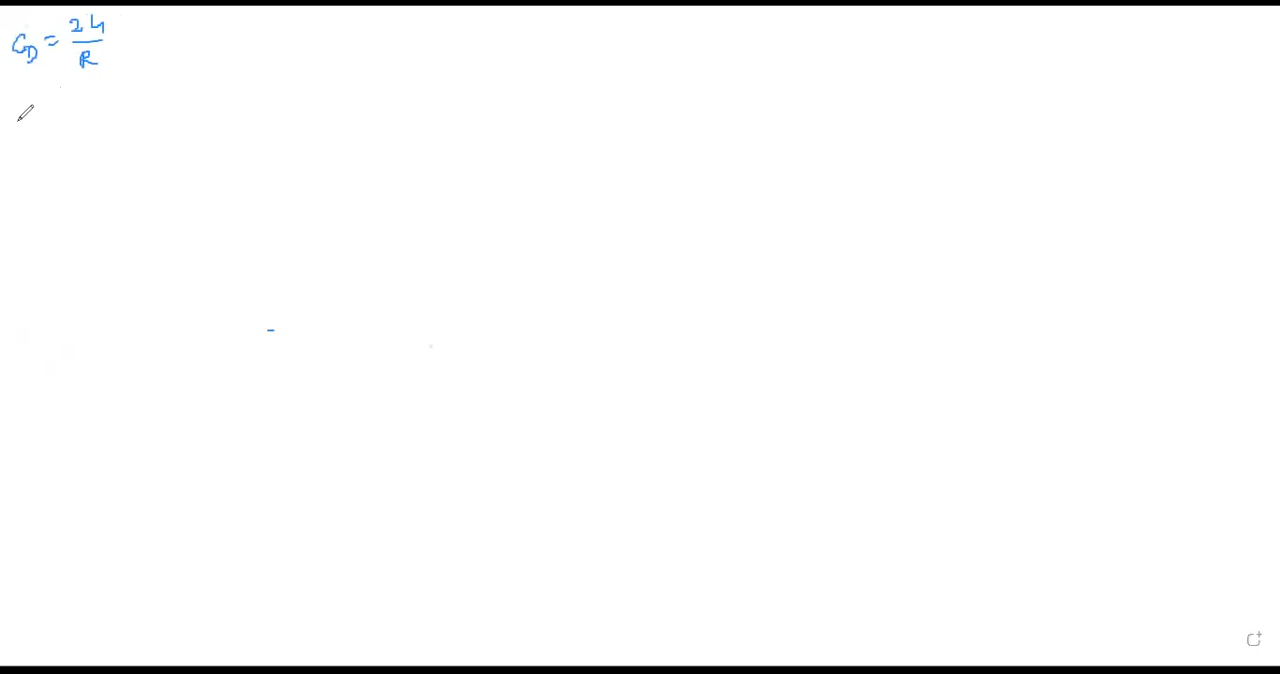 C_D = 24/R